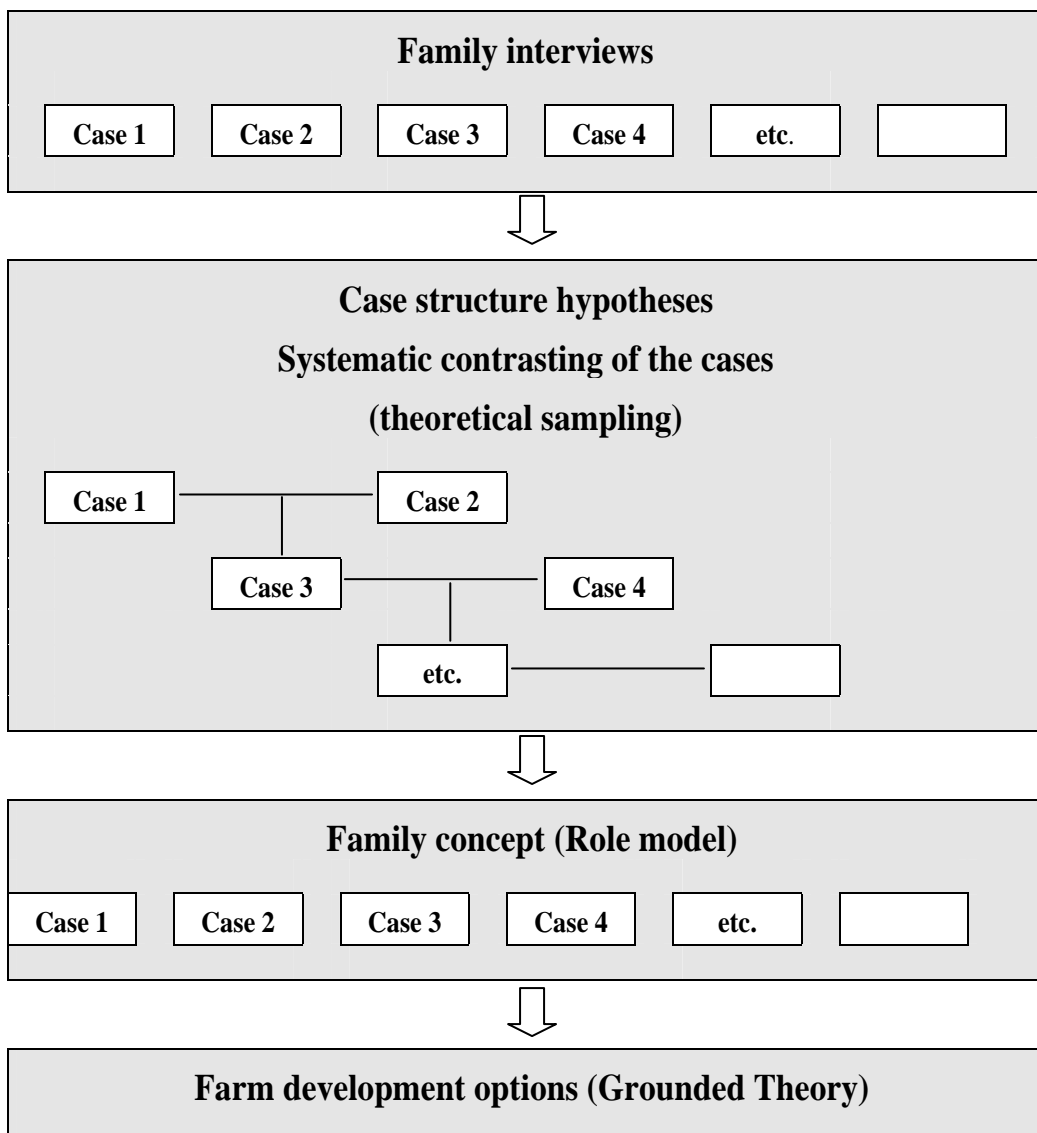 Family interviews
Case 1 Case 2 Case 3 Case 4 etc.
Case structure hypotheses
Systematic contrasting of the cases
(theoretical sampling)
Case 1 Case 2
Case 3 Case 4
etc.
Family concept (Role model)
Case 1 Case 2 Case 3 Case 4 etc.
Farm development options (Grounded Theory)